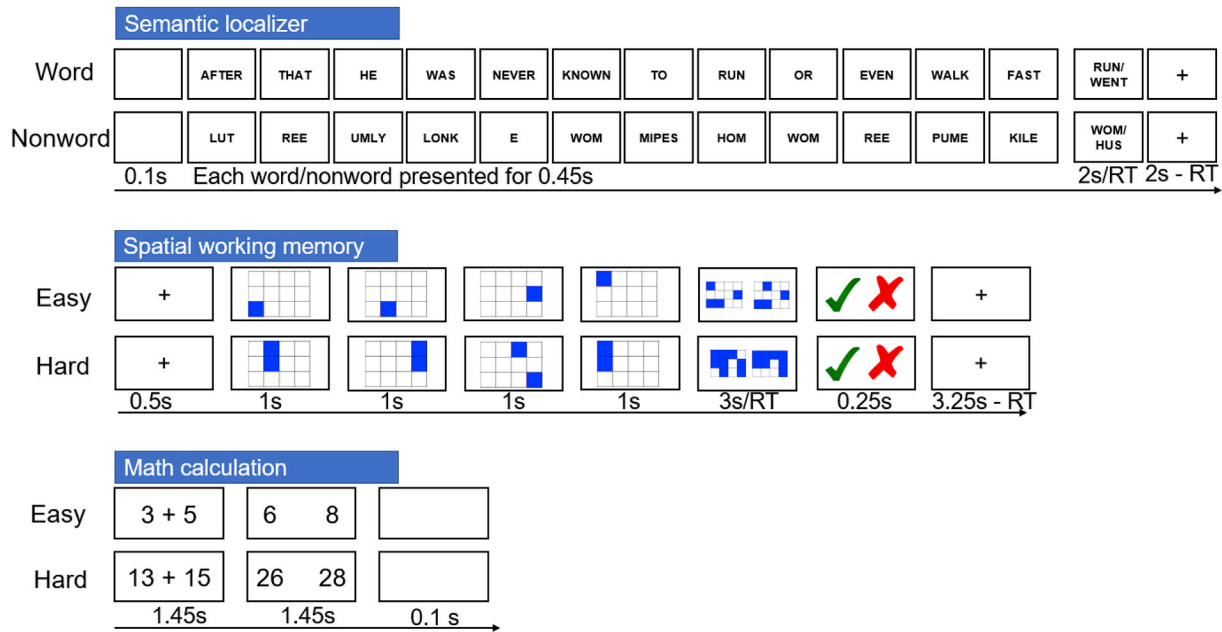 Semantic localizer
Word AFTER THAT HE WAS NEVER KNOWN TO RUN OR EVEN WALK FAST RUN/ WENT +
Nonword LUT REE UMLY LONK E WOM MIPES HOM WOM REE PUME KILE WOM/ HUS +
0.1s Each word/nonword presented for 0.45s 2s/RT 2s - RT
Spatial working memory
Easy + +
Hard + +
0.5s 1s 1s 1s 1s 3s/RT 0.25s 3.25s - RT
Math calculation
Easy 3 + 5 6 8
Hard 13 + 15 26 28
1.45s 1.45s 0.1 s